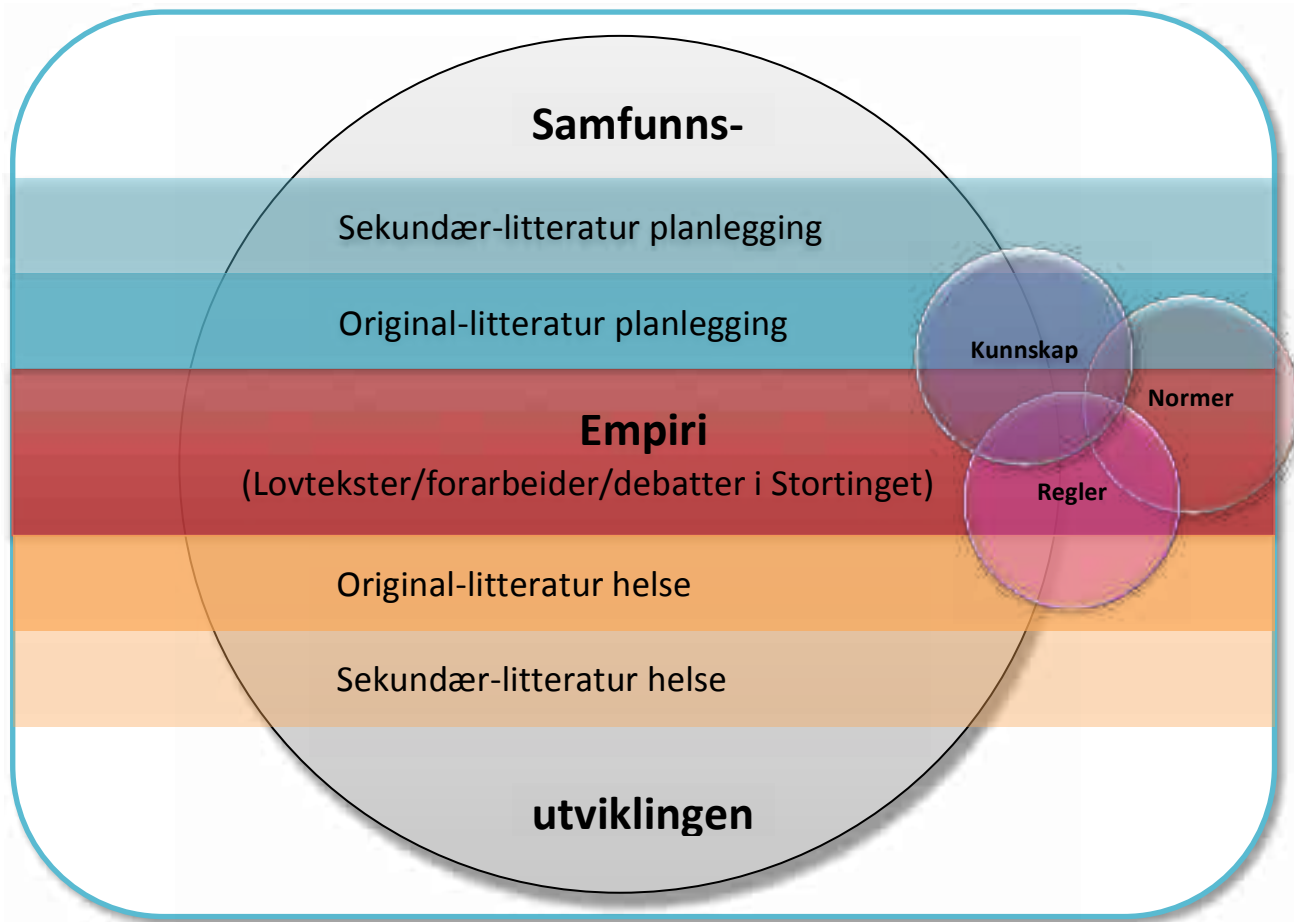 Samfunns-
Sekundær-litteratur planlegging
Original-litteratur planlegging
Kunnskap
Normer
Empiri
(Lovtekster/forarbeider/debatter i Stortinget)
Regler
Original-litteratur helse
Sekundær-litteratur helse
utviklingen